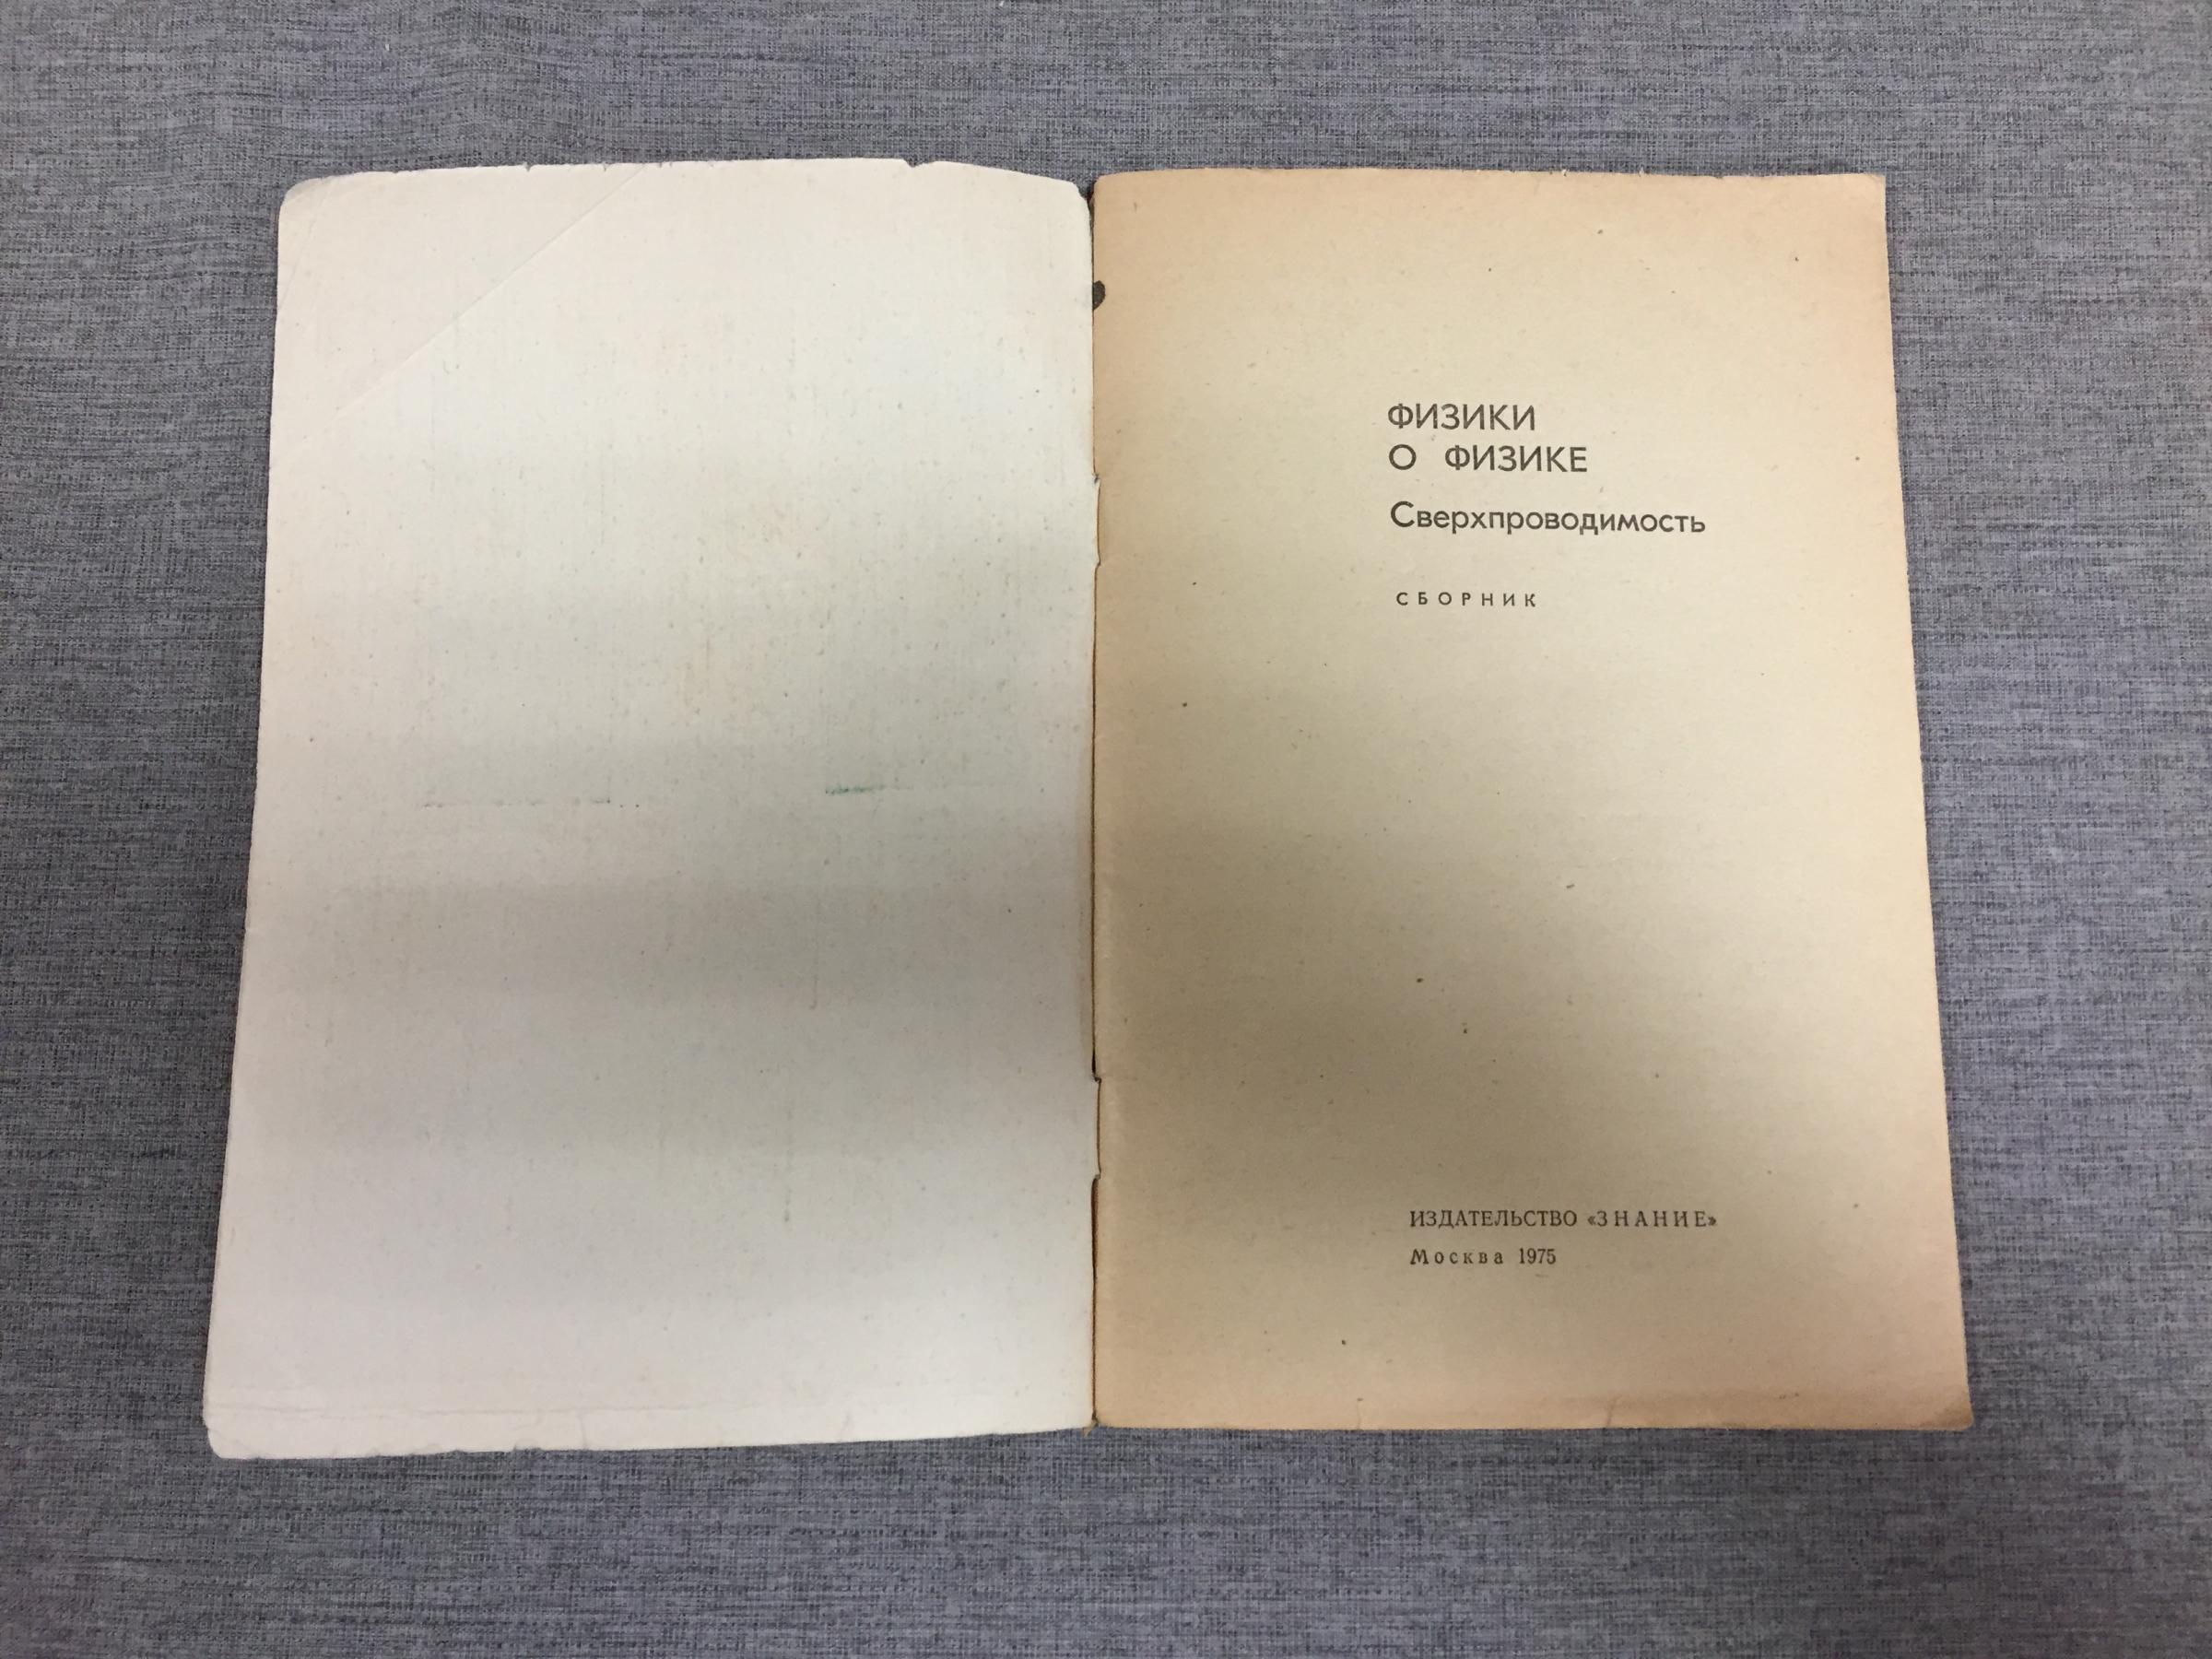 ФИЗИКИ
О ФИЗИКЕ
Сверхпроводимость
СБОРНИК
ИЗДАТЕЛЬСТВО «ЗНАНИЕ»
Москва 1975